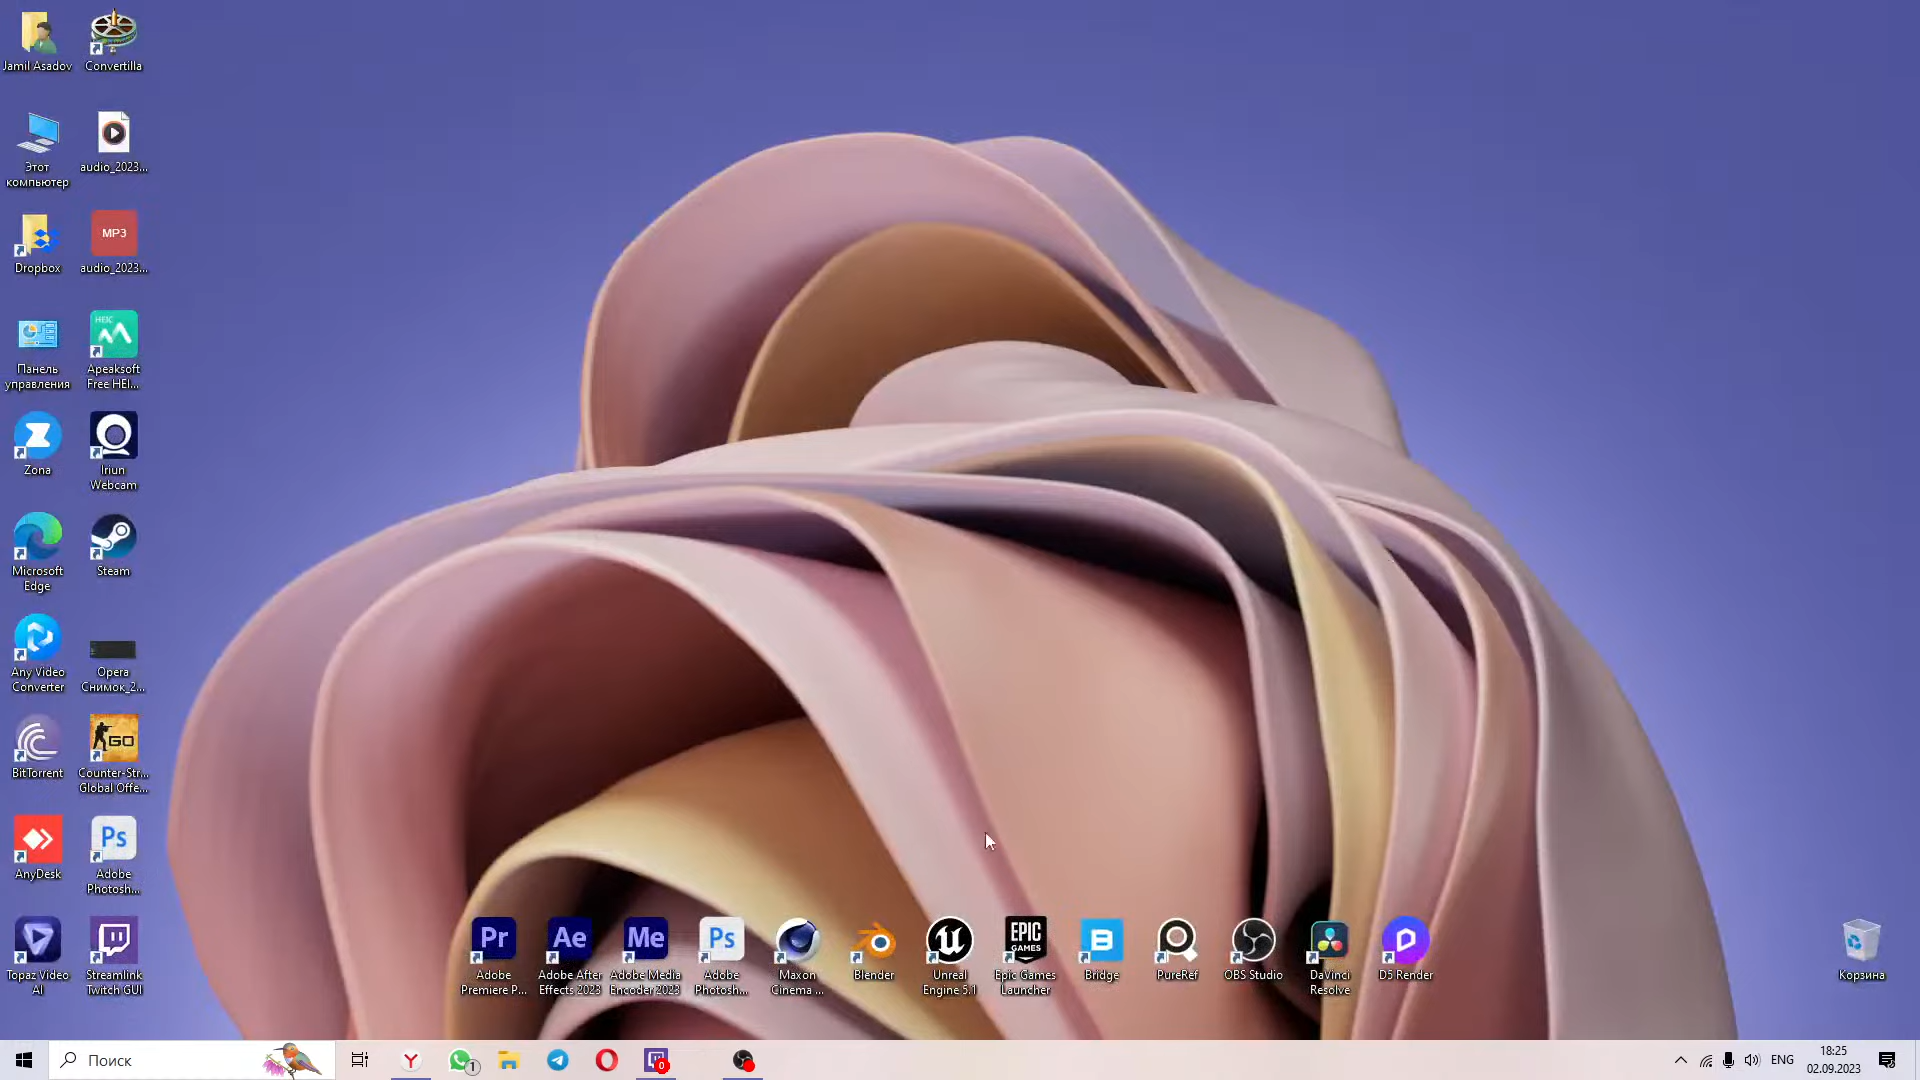 Jamil Asadov
Convertilla
Этот
компьютер
audio_2023...
Dropbox
MP3
audio_2023...
Панель
управления
HEIC
Apeaksoft
Free HEI...
Zona
Iriun
Webcam
Microsoft
Edge
Steam
Any Video
Converter
Opera
Снимок_2...
BitTorrent
GO
Counter-Str...
Global Offe...
AnyDesk
Ps
Adobe
Photosh...
Topaz Video
AI
Streamlink
Twitch GUI
Pr
Adobe
Premiere P...
Ae
Adobe After
Effects 2023
Me
Adobe Media
Encoder 2023
Ps
Adobe
Photosh...
Maxon
Cinema ...
Blender
Unreal
Engine 5.1
EPIC
GAMES
Epic Games
Launcher
Bridge
PureRef
OBS Studio
DaVinci
Resolve
D5 Render
Корзина
Поиск
1
0
ENG
18:25
02.09.2023